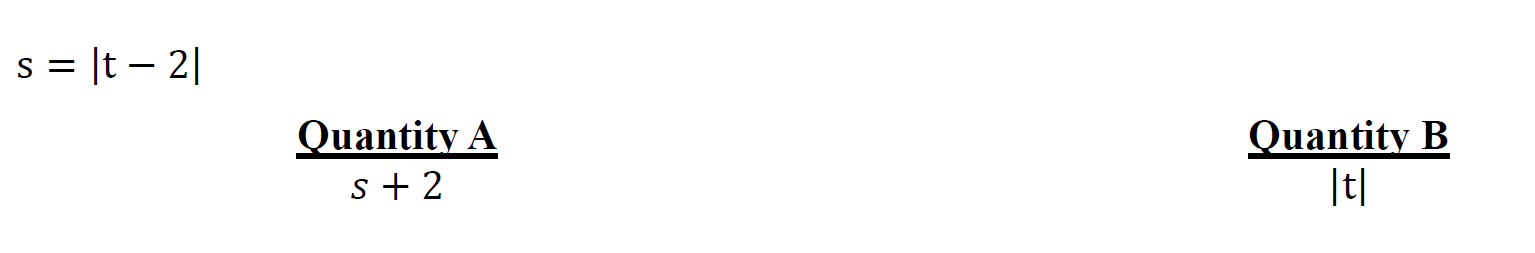 s = |t − 2|
Quantity A Quantity B
s + 2 |t|